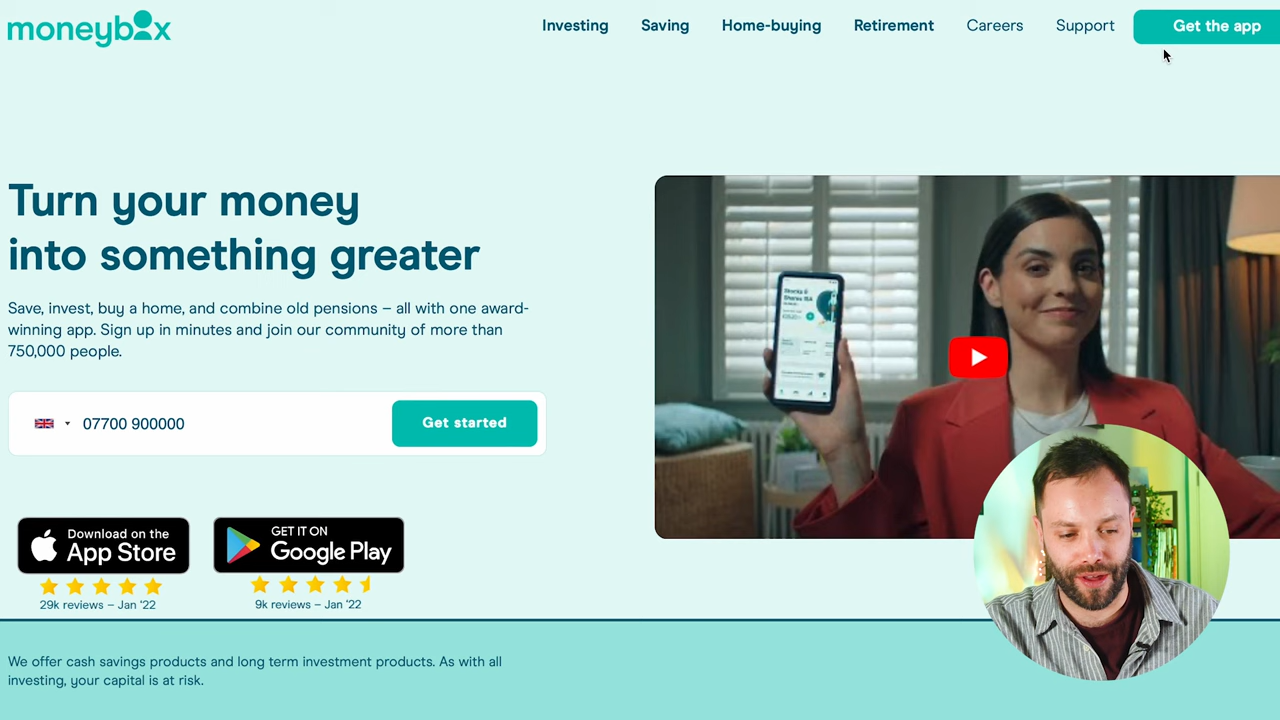 moneybox
Investing
Saving
Home-buying
Retirement
Careers
Support
Get the app
Turn your money
into something greater
Save, invest, buy a home, and combine old pensions – all with one award-
winning app. Sign up in minutes and join our community of more than
750,000 people.
07700 900000
Get started
Download on the
App Store
GET IT ON
Google Play
29k reviews – Jan '22
9k reviews – Jan '22
Stocks &
Shares ISA
We offer cash savings products and long term investment products. As with all
investing, your capital is at risk.